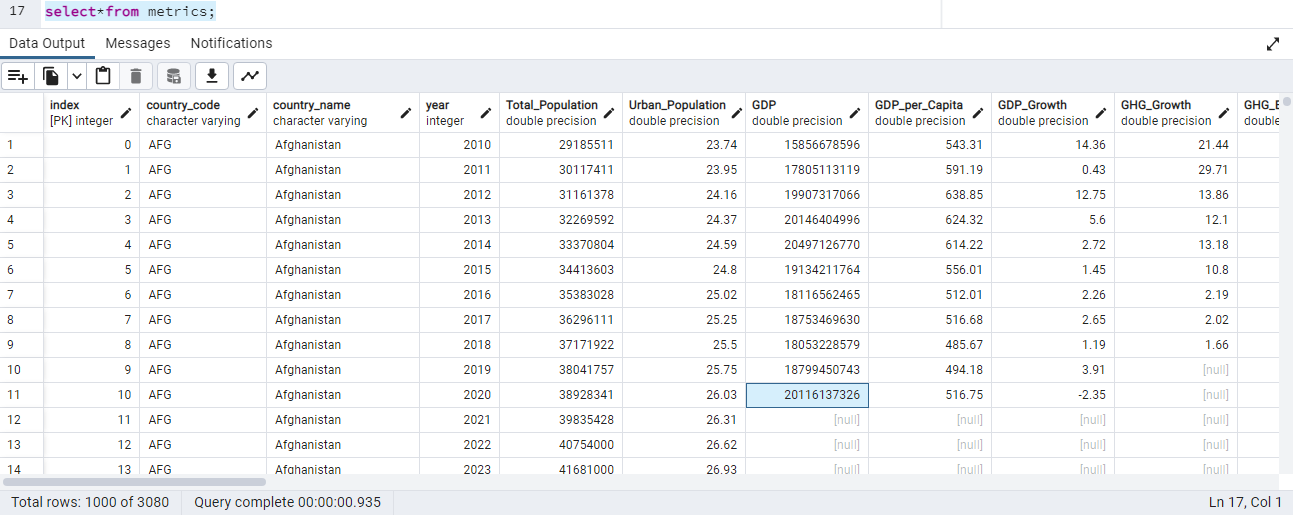 17 select*from metrics;
Data Output Messages Notifications
index country_code country_name year Total_Population Urban_Population GDP GDP_per_Capita GDP_Growth GHG_Growth GHG_E
[PK] integer character varying character varying integer double precision double precision double precision double precision double precision double precision double
1 0 AFG Afghanistan 2010 29185511 23.74 15856678596 543.31 14.36 21.44
2 1 AFG Afghanistan 2011 30117411 23.95 17805113119 591.19 0.43 29.71
3 2 AFG Afghanistan 2012 31161378 24.16 19907317066 638.85 12.75 13.86
4 3 AFG Afghanistan 2013 32269592 24.37 20146404996 624.32 5.6 12.1
5 4 AFG Afghanistan 2014 33370804 24.59 20497126770 614.22 2.72 13.18
6 5 AFG Afghanistan 2015 34413603 24.8 19134211764 556.01 1.45 10.8
7 6 AFG Afghanistan 2016 35383028 25.02 18116562465 512.01 2.26 2.19
8 7 AFG Afghanistan 2017 36296111 25.25 18753469630 516.68 2.65 2.02
9 8 AFG Afghanistan 2018 37171922 25.5 18053228579 485.67 1.19 1.66
10 9 AFG Afghanistan 2019 38041757 25.75 18799450743 494.18 3.91 [null]
11 10 AFG Afghanistan 2020 38928341 26.03 20116137326 516.75 -2.35 [null]
12 11 AFG Afghanistan 2021 39835428 26.31 [null] [null] [null] [null]
13 12 AFG Afghanistan 2022 40754000 26.62 [null] [null] [null] [null]
14 13 AFG Afghanistan 2023 41681000 26.93 [null] [null] [null] [null]
Total rows: 1000 of 3080 Query complete 00:00:00.935 Ln 17, Col 1